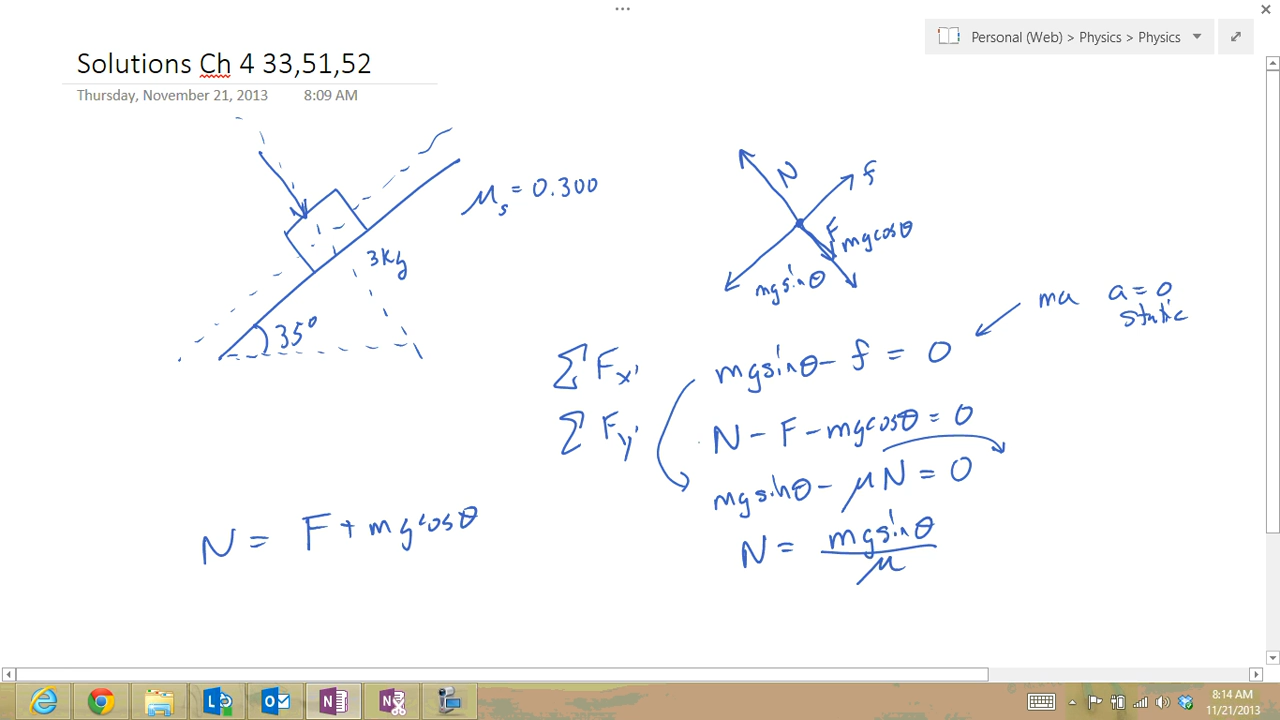 Personal (Web) > Physics > Physics
Solutions Ch 4 33,51,52
Thursday, November 21, 2013 8:09 AM
μs = 0.300
3Kg
35°
N
f
F
mgcosθ
mgsinθ
ma a = 0
static
ΣFx' mgsinθ - f = 0
ΣFy' N - F - mgcosθ = 0
mgsinθ - μN = 0
N = F + mgcosθ
N = mgsinθ
μ
8:14 AM
11/21/2013